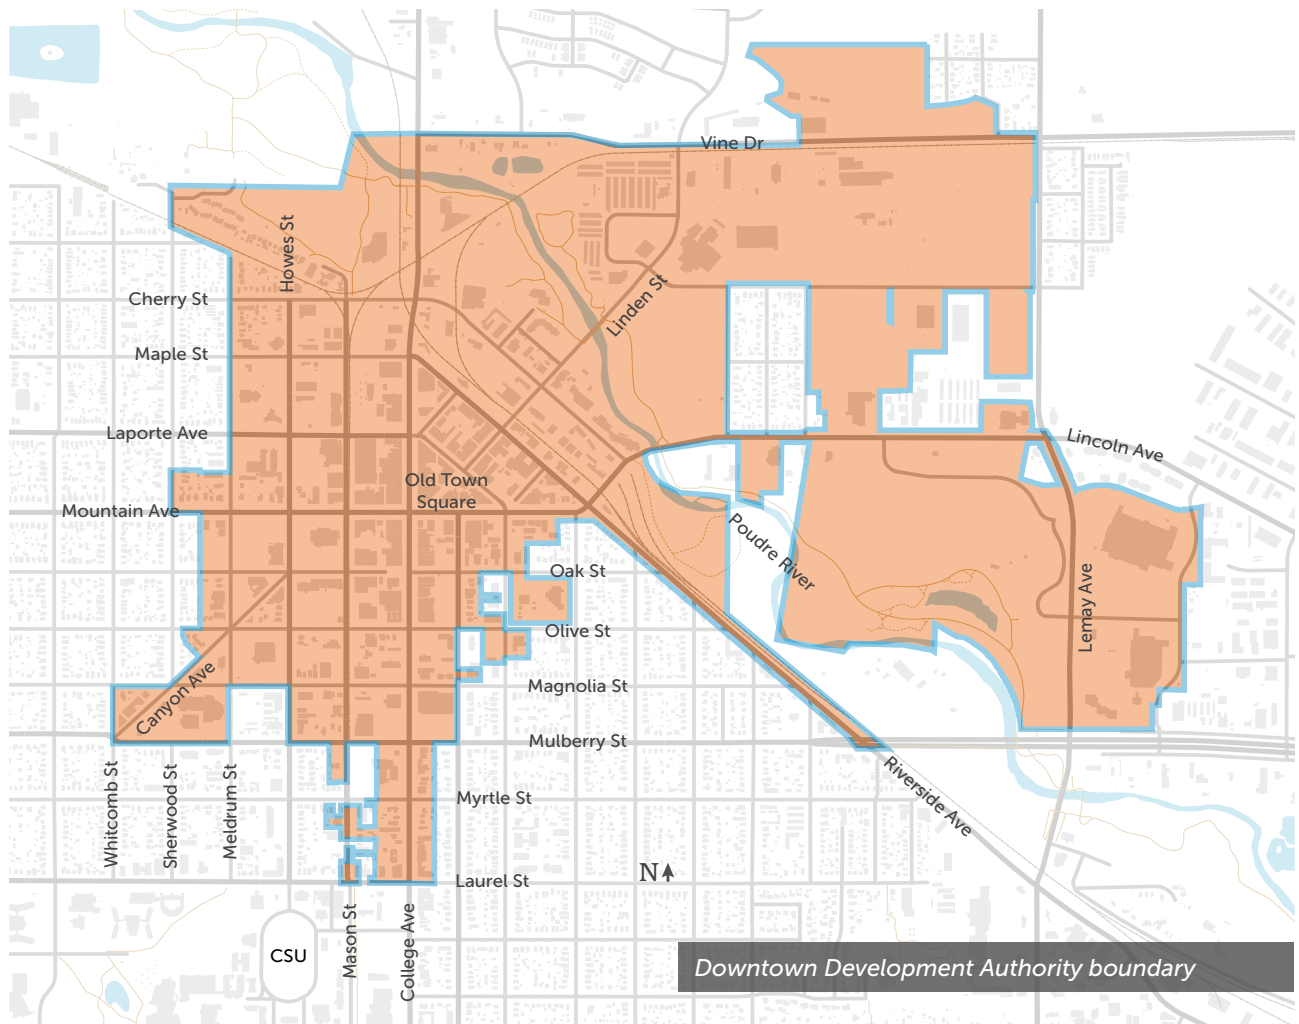 Vine Dr
Howes St
Cherry St
Linden St
Maple St
Laporte Ave
Lincoln Ave
Old Town
Square
Mountain Ave
Poudre River
Oak St
Lemay Ave
Olive St
Canyon Ave
Magnolia St
Mulberry St
Whitcomb St
Sherwood St
Meldrum St
Myrtle St
Riverside Ave
Laurel St
N
Mason St
College Ave
CSU
Downtown Development Authority boundary